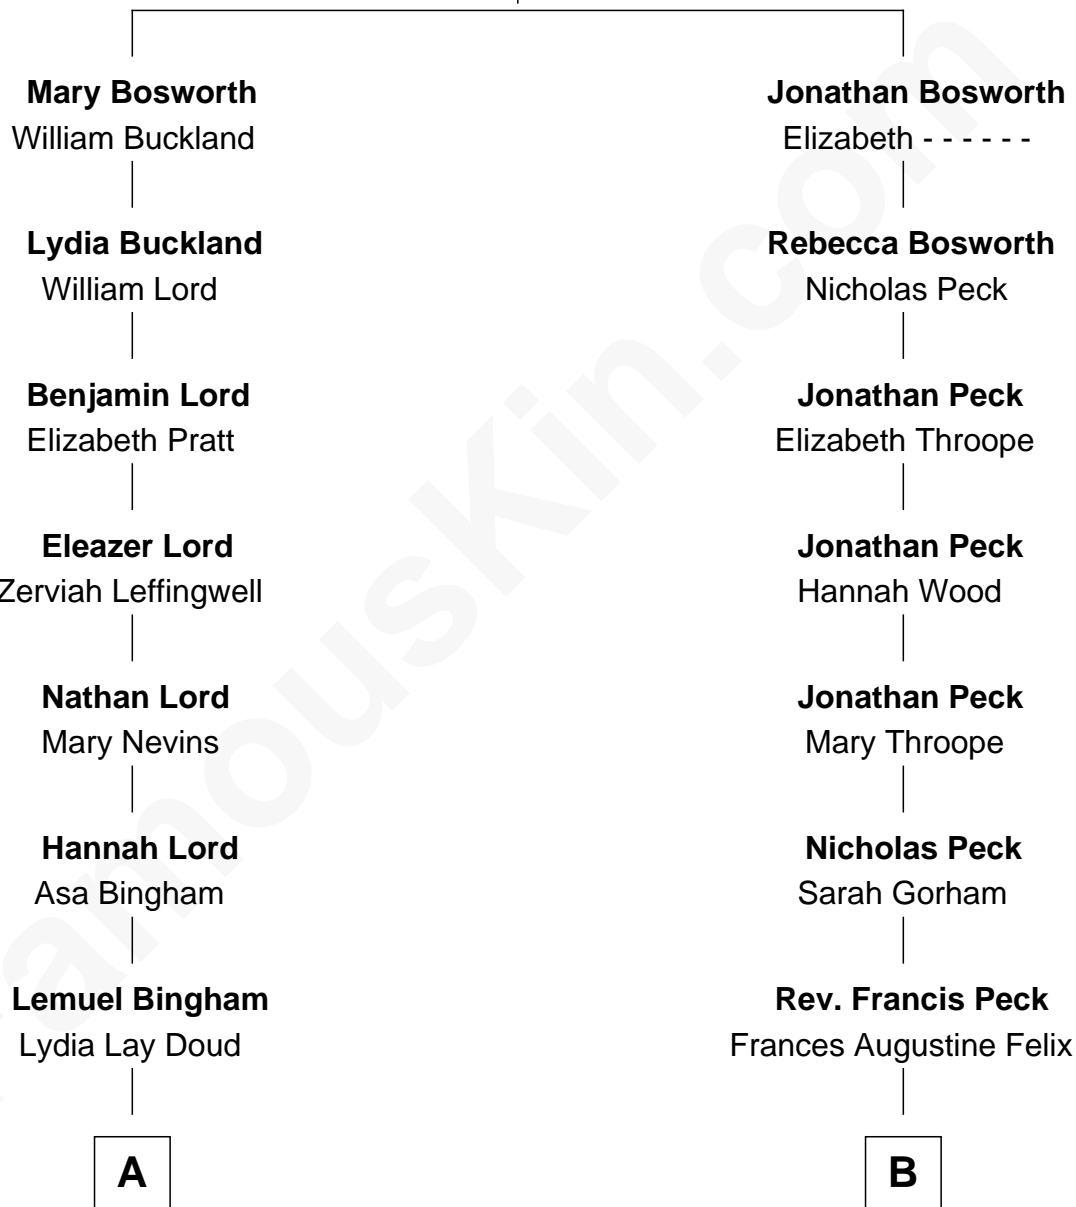 Mary Bosworth
William Buckland
Jonathan Bosworth
Elizabeth - - - - - -
Lydia Buckland
William Lord
Rebecca Bosworth
Nicholas Peck
Benjamin Lord
Elizabeth Pratt
Jonathan Peck
Elizabeth Throope
Eleazer Lord
Zerviah Leffingwell
Jonathan Peck
Hannah Wood
Nathan Lord
Mary Nevins
Jonathan Peck
Mary Throope
Hannah Lord
Asa Bingham
Nicholas Peck
Sarah Gorham
Lemuel Bingham
Lydia Lay Doud
Rev. Francis Peck
Frances Augustine Felix
A
B
FamousKin.com